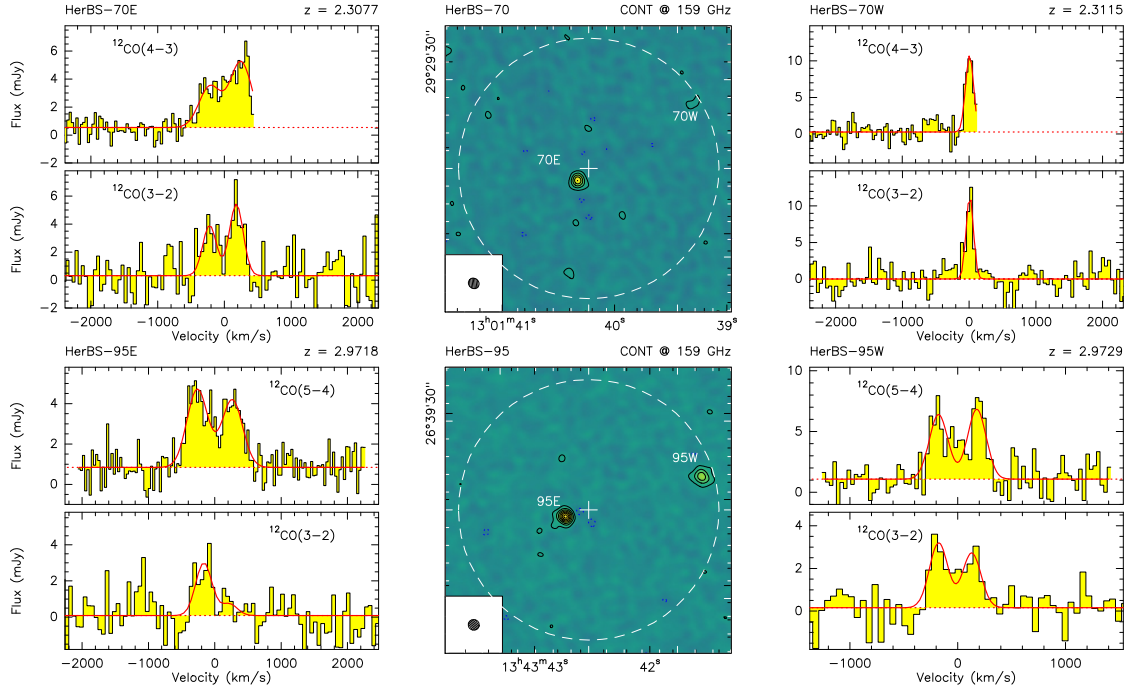 HerBS-70E z = 2.3077
¹²CO(4-3)
Flux (mJy)
6
4
2
0
-2
¹²CO(3-2)
Flux (mJy)
6
4
2
0
-2
-2000 -1000 0 1000 2000
Velocity (km/s)
HerBS-70 CONT @ 159 GHz
29°29'30"
70W
70E
13ʰ01ᵐ41ˢ 40ˢ 39ˢ
HerBS-70W z = 2.3115
¹²CO(4-3)
10
5
0
¹²CO(3-2)
10
5
0
-2000 -1000 0 1000 2000
Velocity (km/s)
HerBS-95E z = 2.9718
¹²CO(5-4)
Flux (mJy)
6
4
2
0
¹²CO(3-2)
Flux (mJy)
6
4
2
0
-2000 -1000 0 1000 2000
Velocity (km/s)
HerBS-95 CONT @ 159 GHz
26°39'30"
95W
95E
13ʰ43ᵐ43ˢ 42ˢ
HerBS-95W z = 2.9729
¹²CO(5-4)
10
5
0
¹²CO(3-2)
4
2
0
-1000 0 1000
Velocity (km/s)